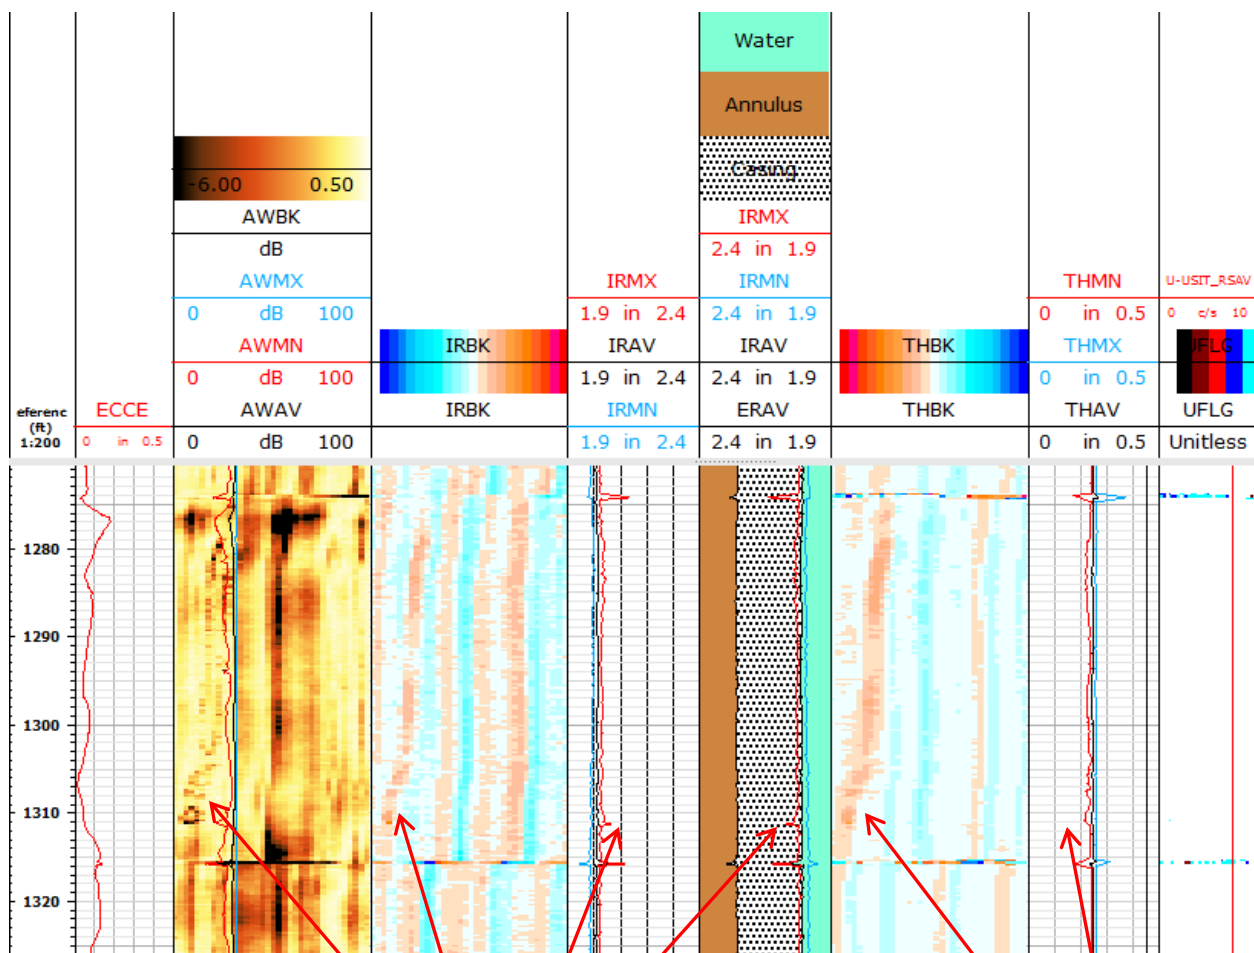 Water
Annulus
Casing
-6.00 0.50
AWBK
IRMX
dB
2.4 in 1.9
AWMX
IRMX
IRMN
THMN
U-USIT_RSAV
0 dB 100
1.9 in 2.4
2.4 in 1.9
0 in 0.5
0 c/s 10
AWMN
IRBK
IRAV
IRAV
THBK
THMX
UFLG
0 dB 100
1.9 in 2.4
2.4 in 1.9
0 in 0.5
eferenc
(ft)
1:200
ECCE
AWAV
IRBK
IRMN
ERAV
THBK
THAV
UFLG
0 in 0.5
0 dB 100
1.9 in 2.4
2.4 in 1.9
0 in 0.5
Unitless
1280
1290
1300
1310
1320